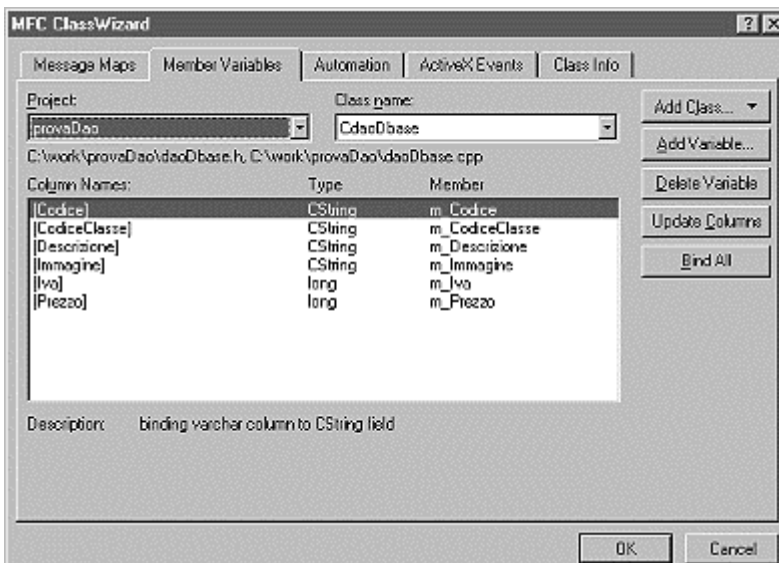 MFC ClassWizard
Message Maps Member Variables Automation ActiveX Events Class Info
Project: Class name:
provaDao CdaoDbase
Add Class...
C:\work\provaDao\daoDbase.h, C:\work\provaDao\daoDbase.cpp
Add Variable...
Column Names: Type Member
Delete Variable
[Codice] CString m_Codice
[CodiceClasse] CString m_CodiceClasse
Update Columns
[Descrizione] CString m_Descrizione
[Immagine] CString m_Immagine
Bind All
[Iva] long m_Iva
[Prezzo] long m_Prezzo
Description: binding varchar column to CString field
OK Cancel